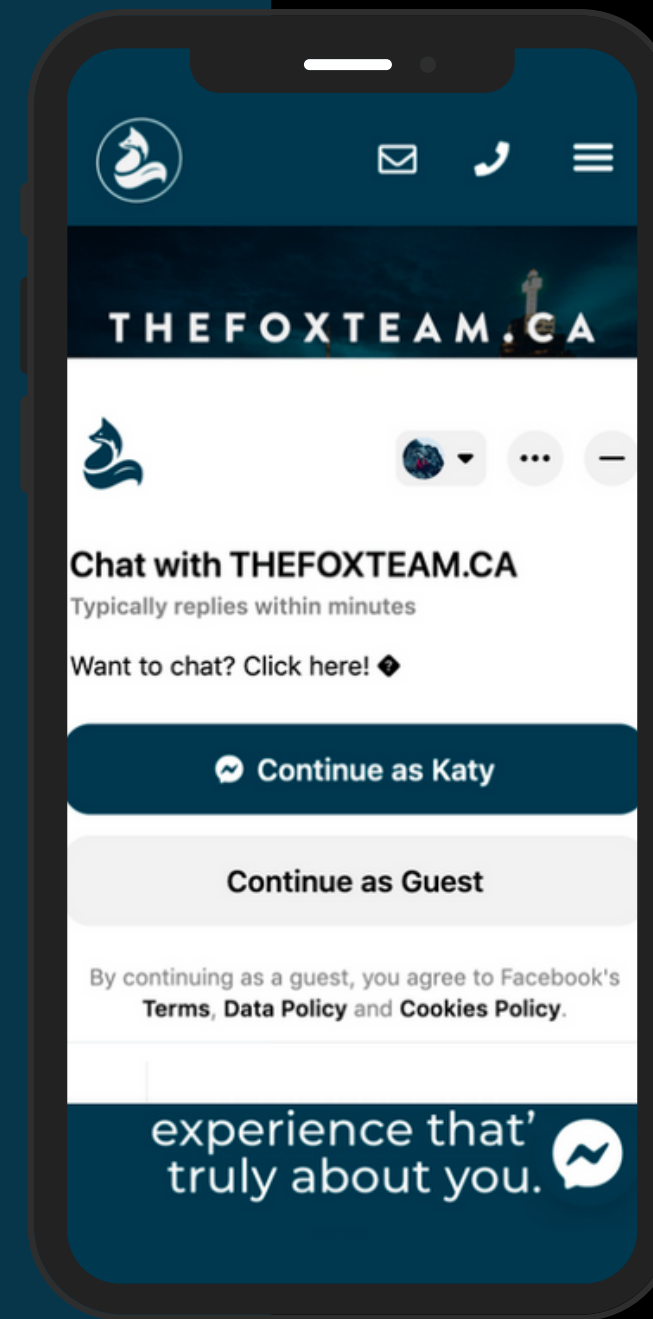 THEFOXTEAM.CA
Chat with THEFOXTEAM.CA
Typically replies within minutes
Want to chat? Click here!
Continue as Katy
Continue as Guest
By continuing as a guest, you agree to Facebook's
Terms, Data Policy and Cookies Policy.
experience that’
truly about you.